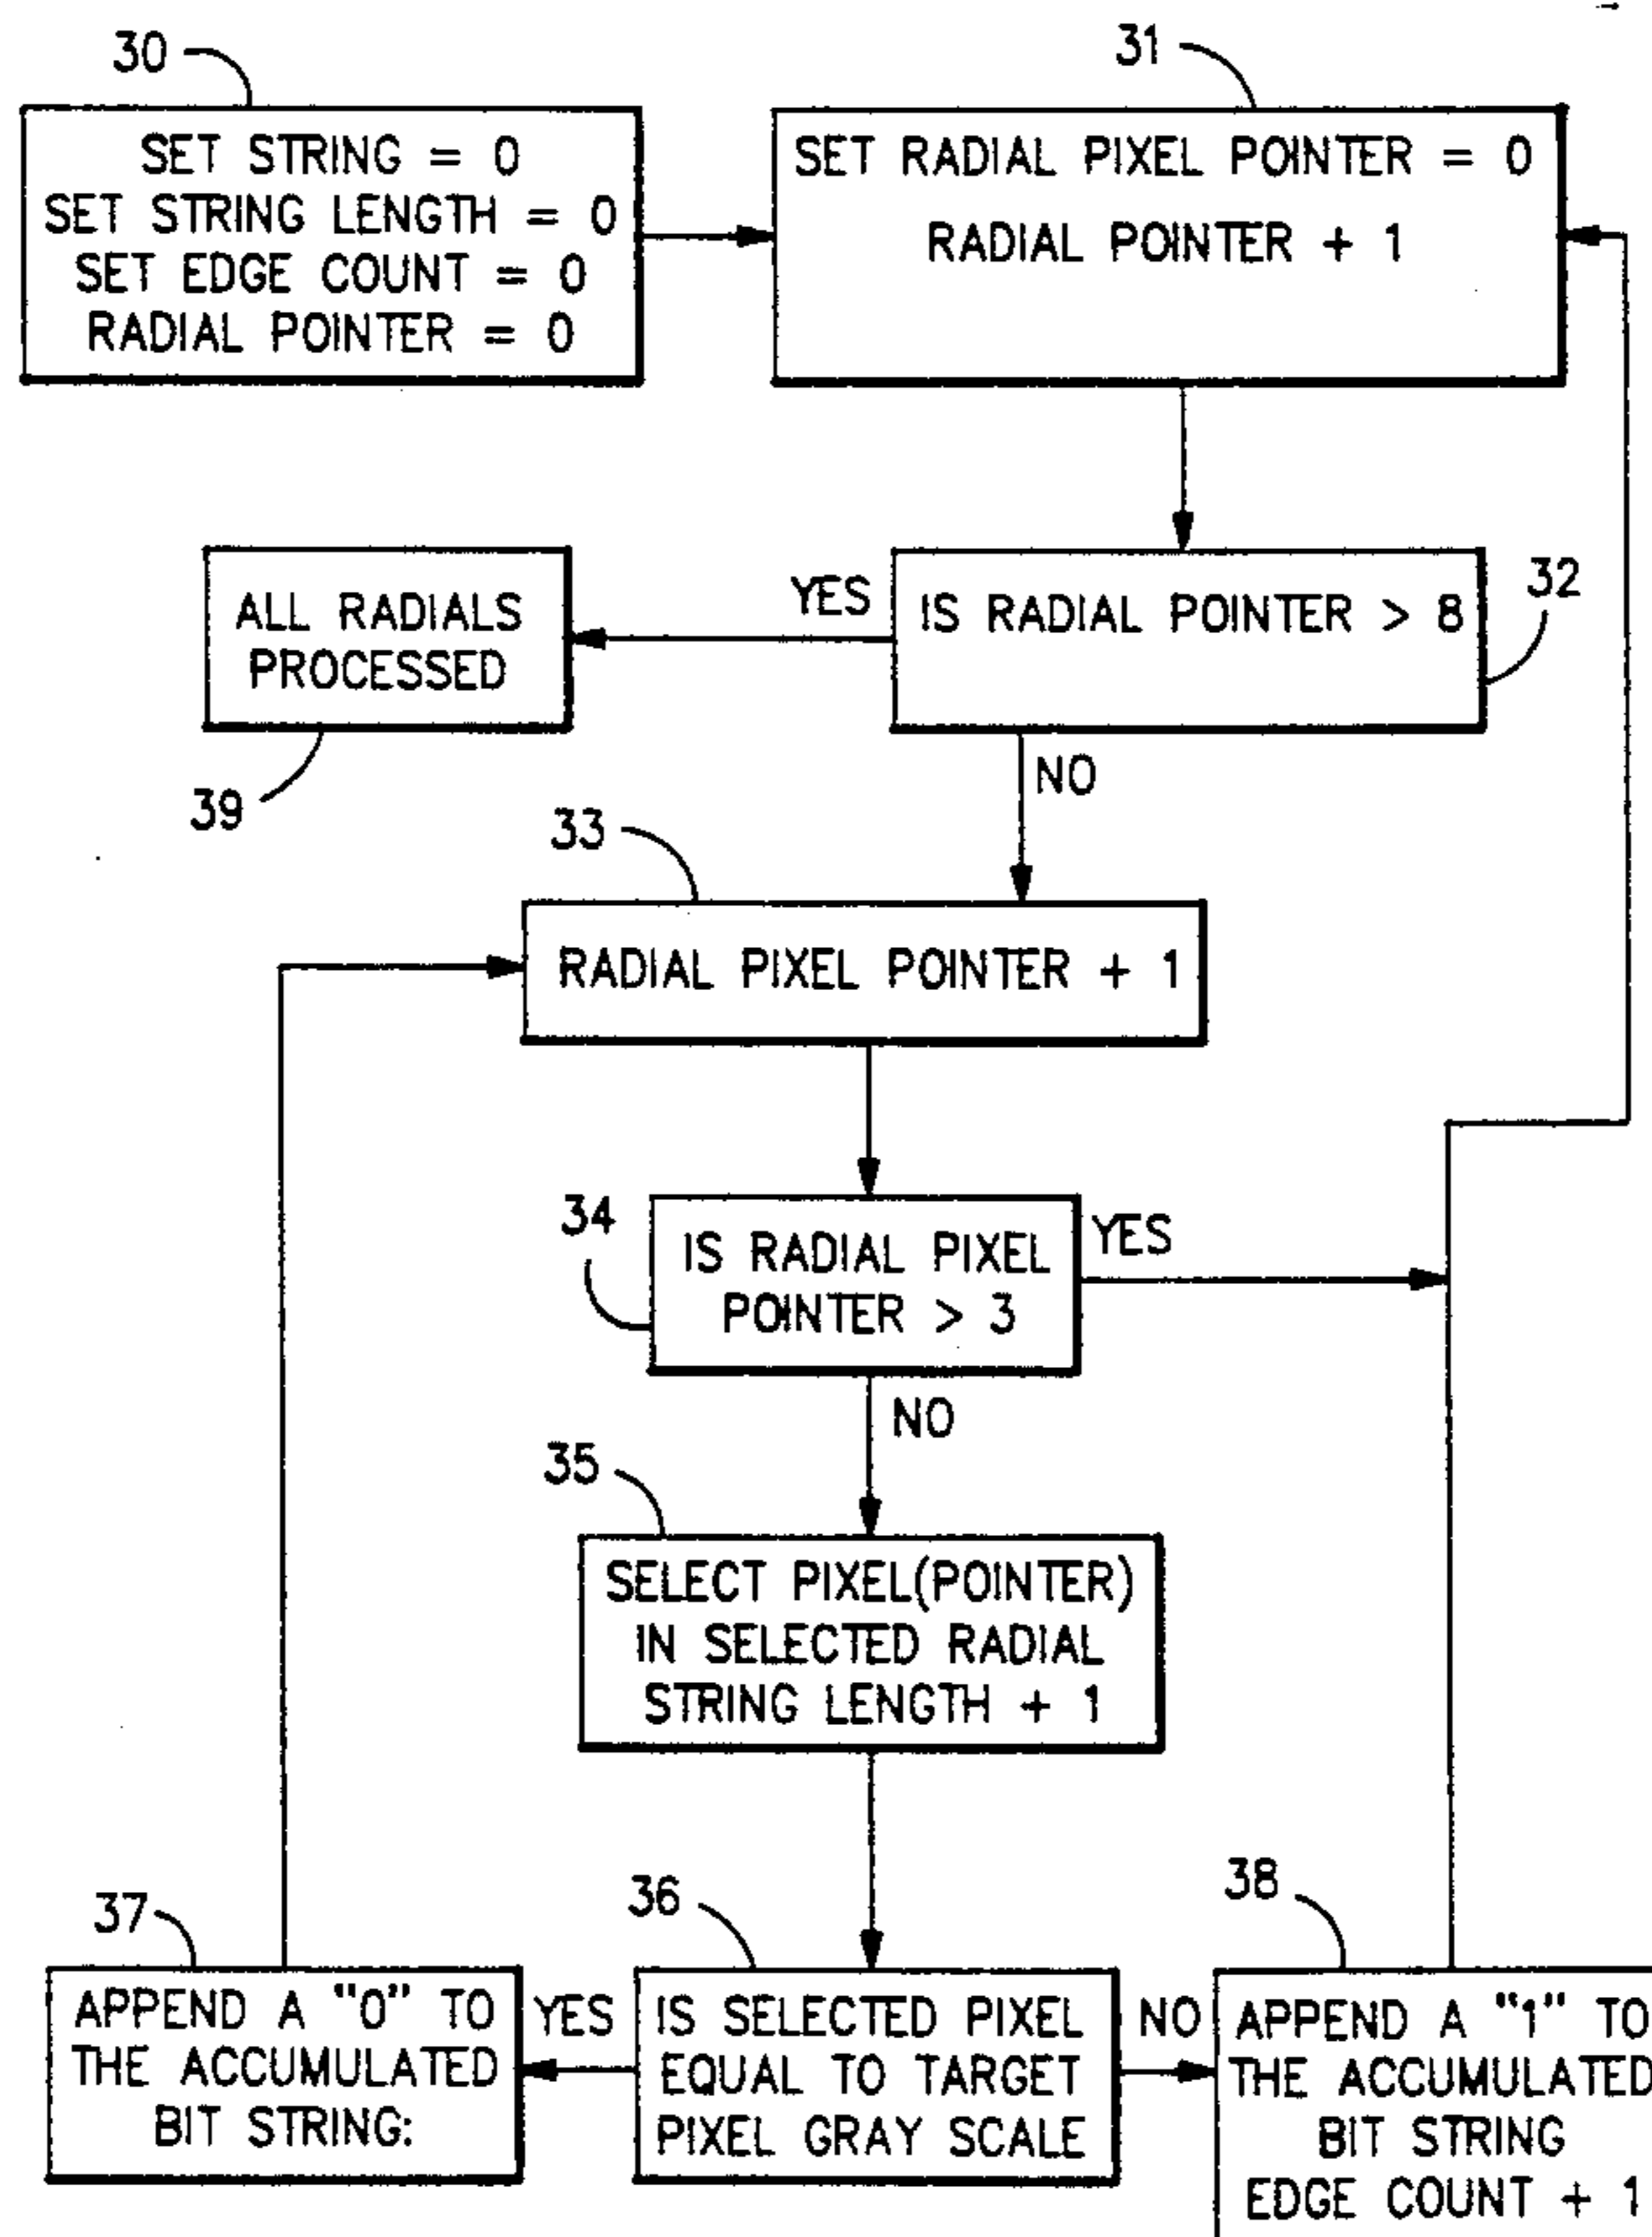 30
SET STRING = 0
SET STRING LENGTH = 0
SET EDGE COUNT = 0
RADIAL POINTER = 0
31
SET RADIAL PIXEL POINTER = 0
RADIAL POINTER + 1
32
IS RADIAL POINTER > 8
YES
NO
ALL RADIALS
PROCESSED
39
33
RADIAL PIXEL POINTER + 1
34
IS RADIAL PIXEL
POINTER > 3
YES
NO
35
SELECT PIXEL(POINTER)
IN SELECTED RADIAL
STRING LENGTH + 1
36
IS SELECTED PIXEL
EQUAL TO TARGET
PIXEL GRAY SCALE
YES
NO
37
APPEND A "0" TO
THE ACCUMULATED
BIT STRING:
38
APPEND A "1" TO
THE ACCUMULATED
BIT STRING
EDGE COUNT + 1